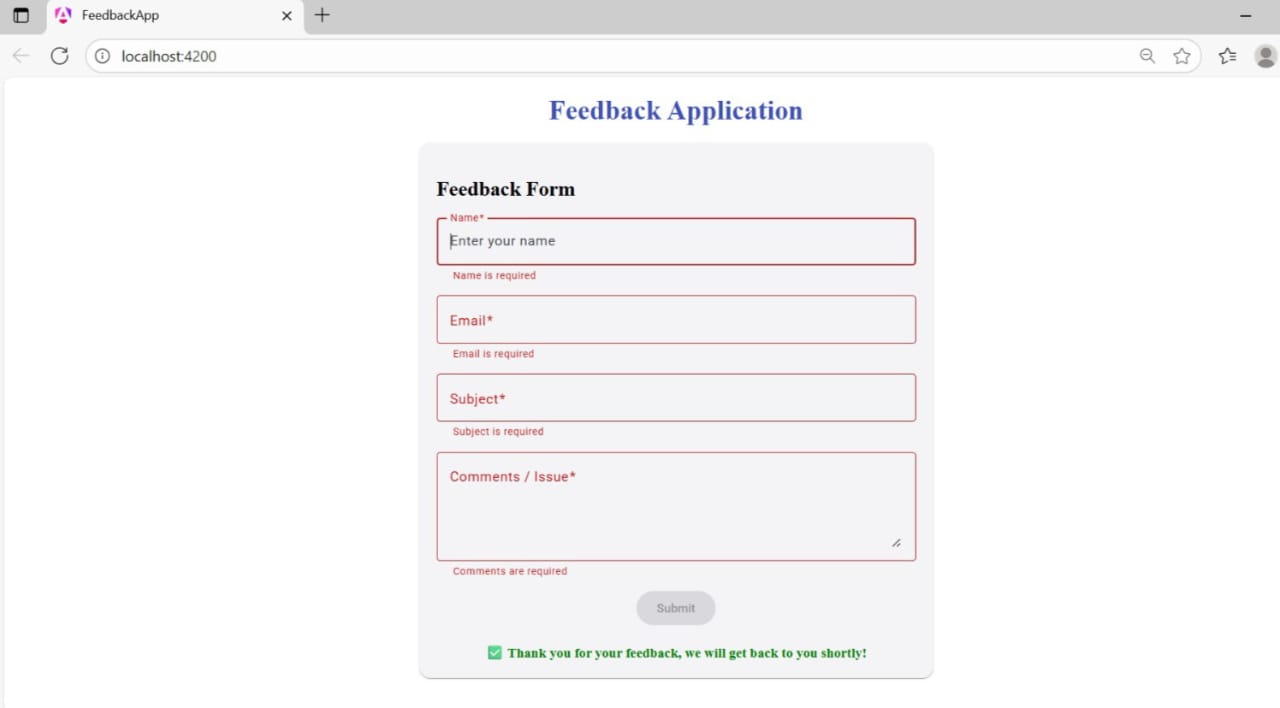 FeedbackApp
localhost:4200
Feedback Application
Feedback Form
Name*
Enter your name
Name is required
Email*
Email is required
Subject*
Subject is required
Comments / Issue*
Comments are required
Submit
✅ Thank you for your feedback, we will get back to you shortly!